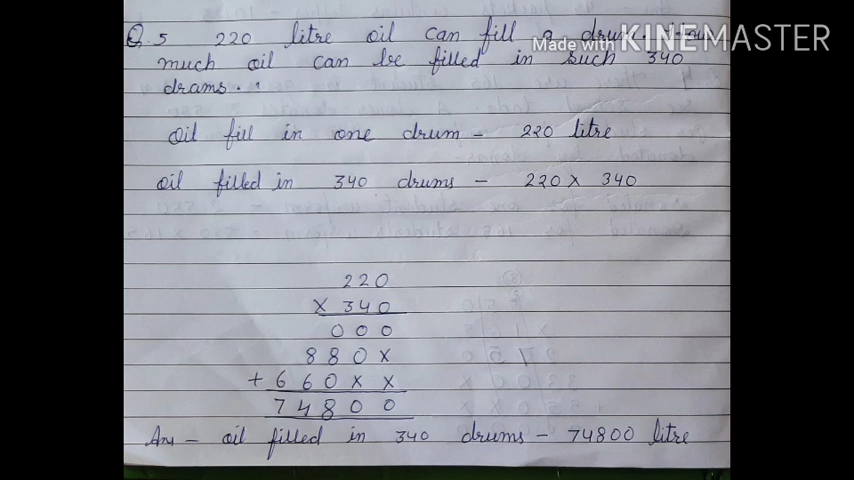 Q.5 220 litre oil can fill a drum.
Made with KINEMASTER
much oil can be filled in such 340
drams.
Oil fill in one drum - 220 litre
oil filled in 340 drums - 220 x 340
220
x 340
000
880x
+ 660xx
74800
Ans - oil filled in 340 drums - 74800 litre